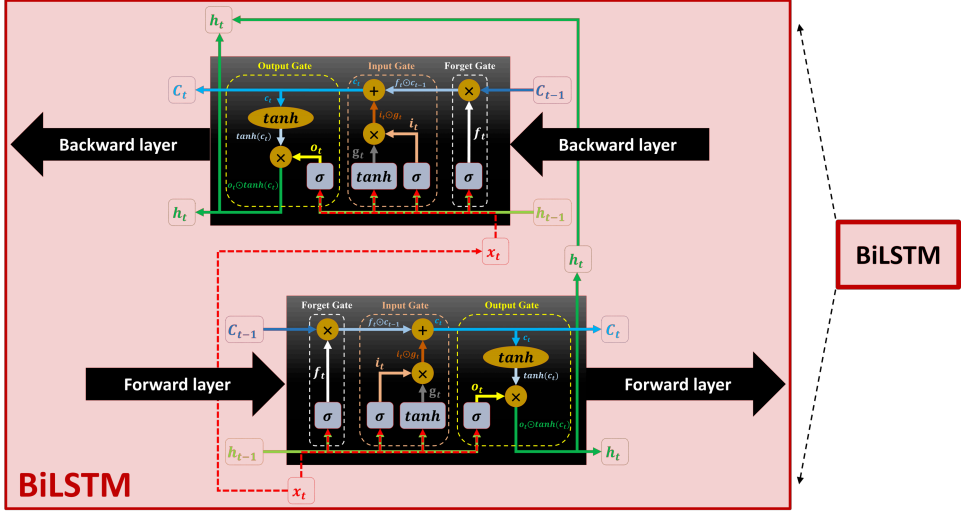 h_t
Output Gate
Input Gate
Forget Gate
C_t
c_t
f_t⊙c_{t-1}
C_{t-1}
+
×
c_t
tanh
i_t⊙g_t
i_t
f_t
tanh(c_t)
×
Backward layer
Backward layer
o_t
×
g_t
σ
tanh
σ
σ
o_t⊙tanh(c_t)
h_t
h_{t-1}
x_t
h_t
BiLSTM
Forget Gate
Input Gate
Output Gate
C_{t-1}
×
f_t⊙c_{t-1}
+
c_t
C_t
c_t
i_t⊙g_t
tanh
f_t
i_t
×
tanh(c_t)
Forward layer
Forward layer
g_t
o_t
×
σ
σ
tanh
σ
o_t⊙tanh(c_t)
h_{t-1}
h_t
x_t
BiLSTM